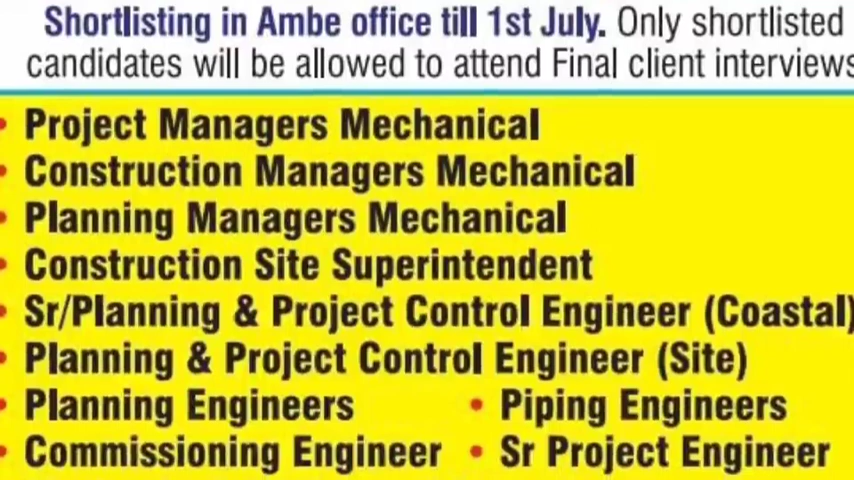 Shortlisting in Ambe office till 1st July. Only shortlisted
candidates will be allowed to attend Final client interviews
• Project Managers Mechanical
• Construction Managers Mechanical
• Planning Managers Mechanical
• Construction Site Superintendent
• Sr/Planning & Project Control Engineer (Coastal)
• Planning & Project Control Engineer (Site)
• Planning Engineers • Piping Engineers
• Commissioning Engineer • Sr Project Engineer